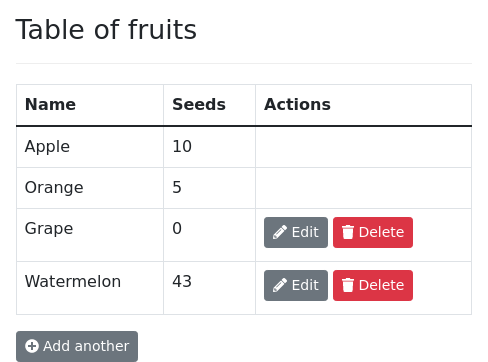 Table of fruits
Name Seeds Actions
Apple 10
Orange 5
Grape 0 Edit Delete
Watermelon 43 Edit Delete
Add another